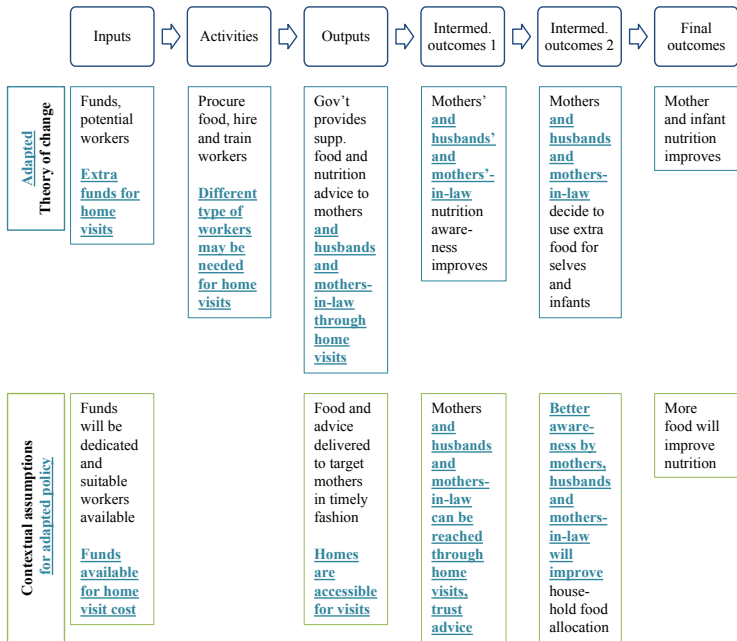 Inputs
Activities
Outputs
Intermed.
outcomes 1
Intermed.
outcomes 2
Final
outcomes
Adapted
Theory of change
Funds,
potential
workers
Extra
funds for
home
visits
Procure
food, hire
and train
workers
Different
type of
workers
may be
needed
for home
visits
Gov’t
provides
supp.
food and
nutrition
advice to
mothers
and
husbands
and
mothers-
in-law
through
home
visits
Mothers’
and
husbands’
and
mothers’-
in-law
nutrition
aware-
ness
improves
Mothers
and
husbands
and
mothers-
in-law
decide to
use extra
food for
selves
and
infants
Mother
and infant
nutrition
improves
Contextual assumptions
for adapted policy
Funds
will be
dedicated
and
suitable
workers
available
Funds
available
for home
visit cost
Food and
advice
delivered
to target
mothers
in timely
fashion
Homes
are
accessible
for visits
Mothers
and
husbands
and
mothers-
in-law
can be
reached
through
home
visits,
trust
advice
Better
aware-
ness by
mothers,
husbands
and
mothers-
in-law
will
improve
house-
hold food
allocation
More
food will
improve
nutrition